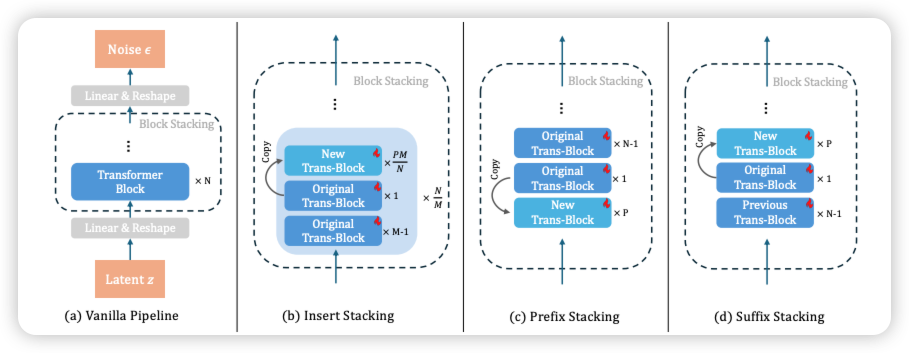 Noise ϵ
Linear & Reshape
Block Stacking
...
Transformer
Block
× N
Linear & Reshape
Latent z
(a) Vanilla Pipeline
Block Stacking
...
Copy
New
Trans-Block
× PM/N
Original
Trans-Block
× 1
Original
Trans-Block
× M-1
× N/M
(b) Insert Stacking
Block Stacking
...
Original
Trans-Block
× N-1
Copy
Original
Trans-Block
× 1
New
Trans-Block
× P
(c) Prefix Stacking
Block Stacking
...
Copy
New
Trans-Block
× P
Original
Trans-Block
× 1
Previous
Trans-Block
× N-1
(d) Suffix Stacking